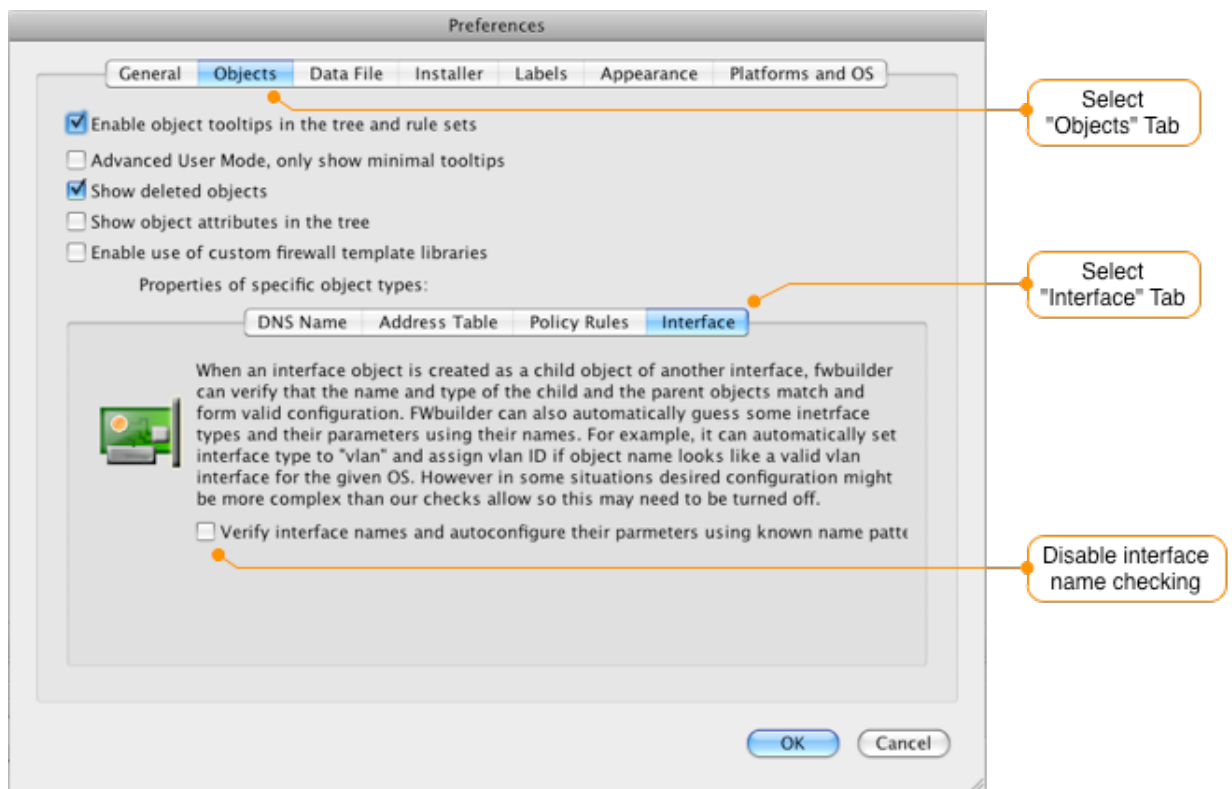 Preferences
General Objects Data File Installer Labels Appearance Platforms and OS
Select
"Objects" Tab
Enable object tooltips in the tree and rule sets
Advanced User Mode, only show minimal tooltips
Show deleted objects
Show object attributes in the tree
Enable use of custom firewall template libraries
Properties of specific object types:
Select
"Interface" Tab
DNS Name Address Table Policy Rules Interface
When an interface object is created as a child object of another interface, fwbuilder
can verify that the name and type of the child and the parent objects match and
form valid configuration. FWbuilder can also automatically guess some inetrface
types and their parameters using their names. For example, it can automatically set
interface type to "vlan" and assign vlan ID if object name looks like a valid vlan
interface for the given OS. However in some situations desired configuration might
be more complex than our checks allow so this may need to be turned off.
Verify interface names and autoconfigure their parmeters using known name patte
Disable interface
name checking
OK Cancel